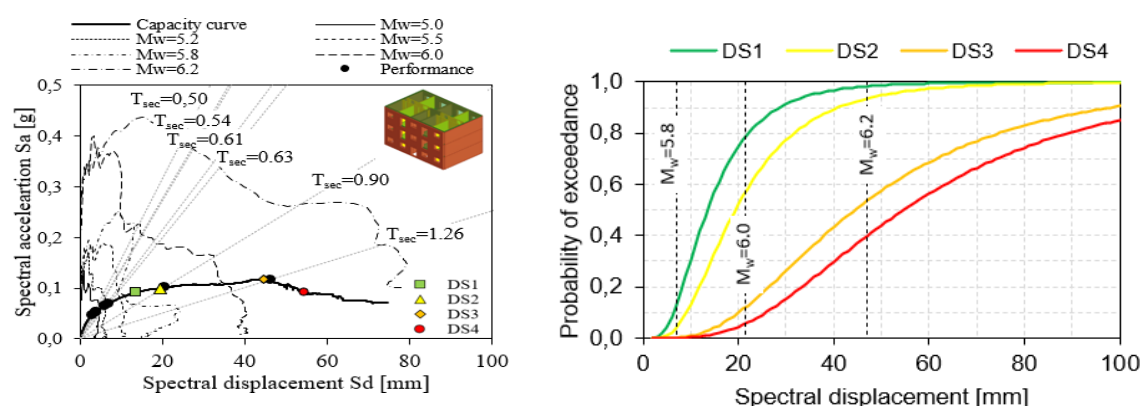 Capacity curve
Mw=5.0
Mw=5.2
Mw=5.5
Mw=5.8
Mw=6.0
Mw=6.2
Performance
0,5
0,4
0,3
0,2
0,1
0,0
Spectral accleeartion Sa [g]
Tsec=0,50
Tsec=0.54
Tsec=0.61
Tsec=0.63
Tsec=0.90
Tsec=1.26
DS1
DS2
DS3
DS4
0 20 40 60 80 100
Spectral displacement Sd [mm]
DS1 DS2 DS3 DS4
1,0
0,8
0,6
0,4
0,2
0,0
Probability of exceedance
Mw=5.8
Mw=6.0
Mw=6.2
0 20 40 60 80 100
Spectral displacement [mm]